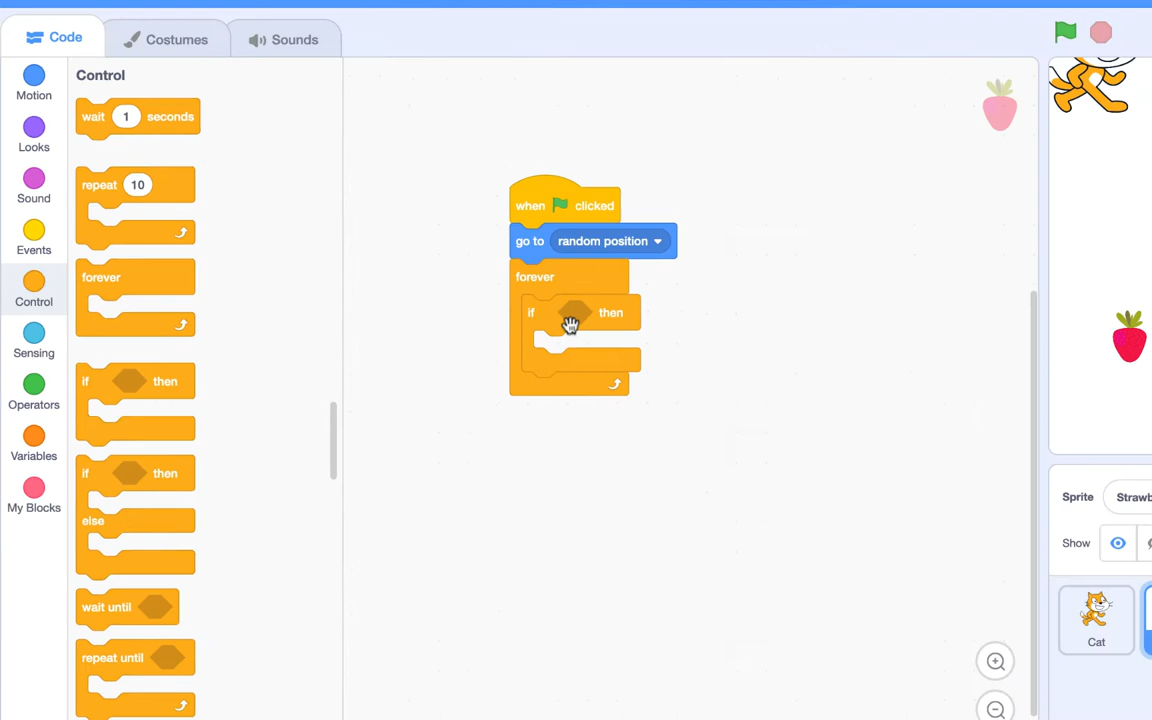 Code
Costumes
Sounds
Motion
Looks
Sound
Events
Control
Sensing
Operators
Variables
My Blocks
Control
wait 1 seconds
repeat 10
forever
if then
if then
else
wait until
repeat until
when clicked
go to random position
forever
if then
Sprite
Strawb
Show
Cat